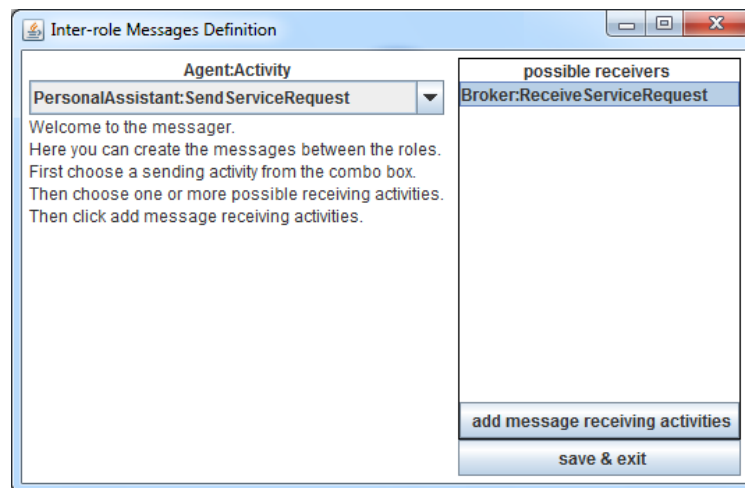 Inter-role Messages Definition
Agent:Activity
PersonalAssistant:SendServiceRequest
Welcome to the messager.
Here you can create the messages between the roles.
First choose a sending activity from the combo box.
Then choose one or more possible receiving activities.
Then click add message receiving activities.
possible receivers
Broker:ReceiveServiceRequest
add message receiving activities
save & exit